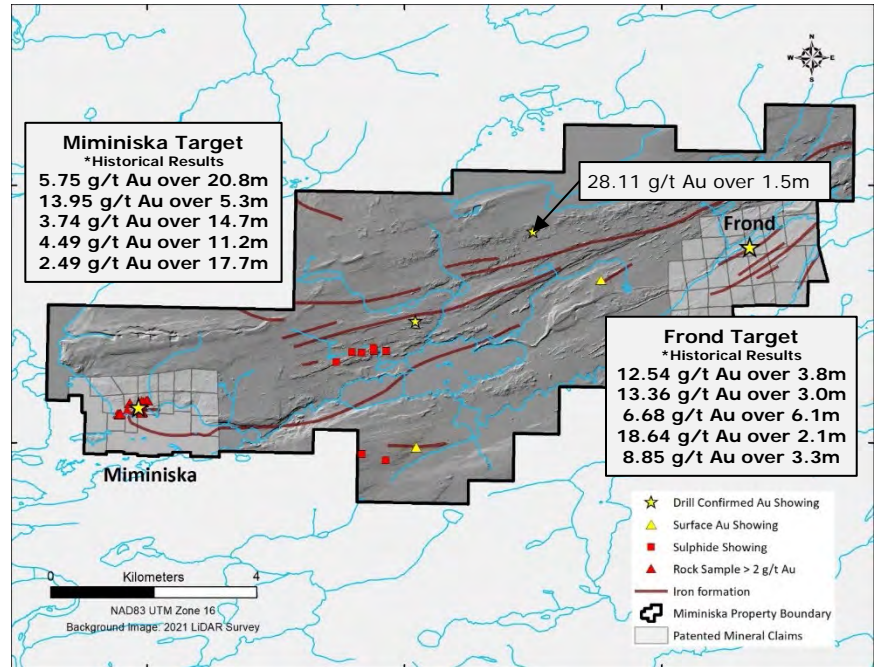 N
W E
S
Miminiska Target
*Historical Results
5.75 g/t Au over 20.8m
13.95 g/t Au over 5.3m
3.74 g/t Au over 14.7m
4.49 g/t Au over 11.2m
2.49 g/t Au over 17.7m
28.11 g/t Au over 1.5m
Frond
Frond Target
*Historical Results
12.54 g/t Au over 3.8m
13.36 g/t Au over 3.0m
6.68 g/t Au over 6.1m
18.64 g/t Au over 2.1m
8.85 g/t Au over 3.3m
Miminiska
Drill Confirmed Au Showing
Surface Au Showing
Sulphide Showing
Rock Sample > 2 g/t Au
Iron formation
Miminiska Property Boundary
Patented Mineral Claims
0 Kilometers 4
NAD83 UTM Zone 16
Background Image: 2021 LiDAR Survey